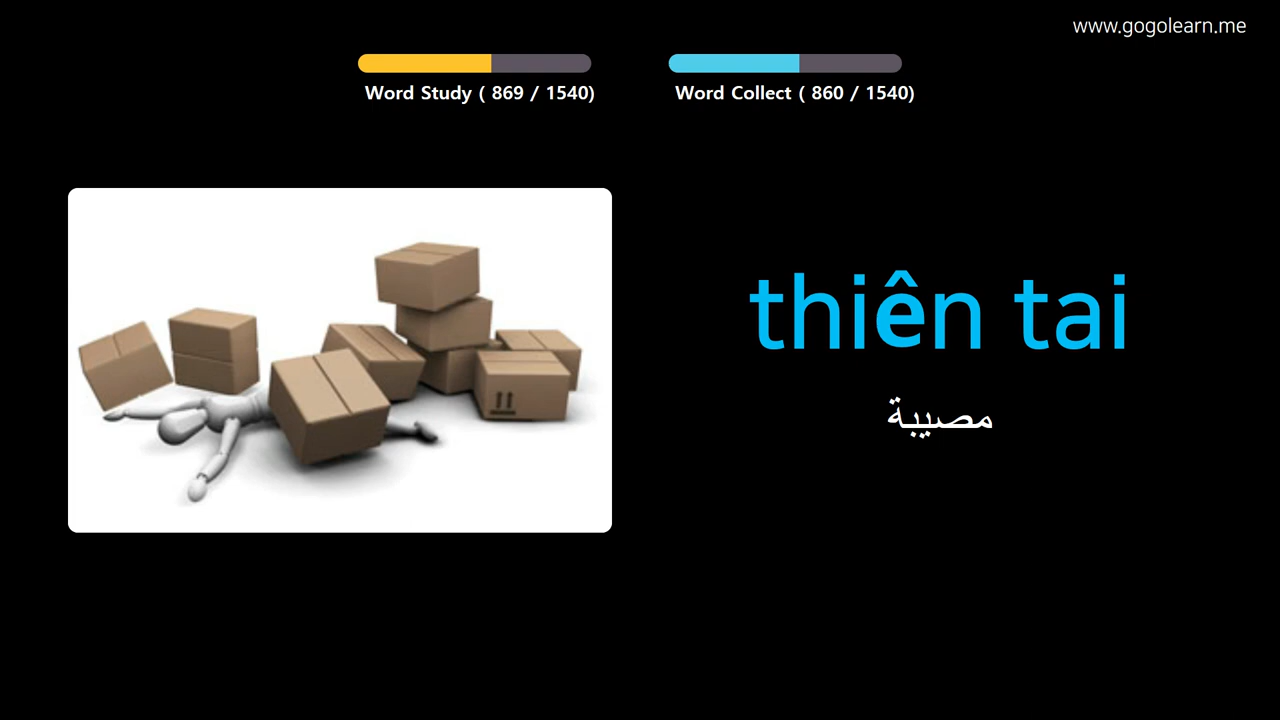 www.gogolearn.me
Word Study ( 869 / 1540)
Word Collect ( 860 / 1540)
thiên tai
مصيبة